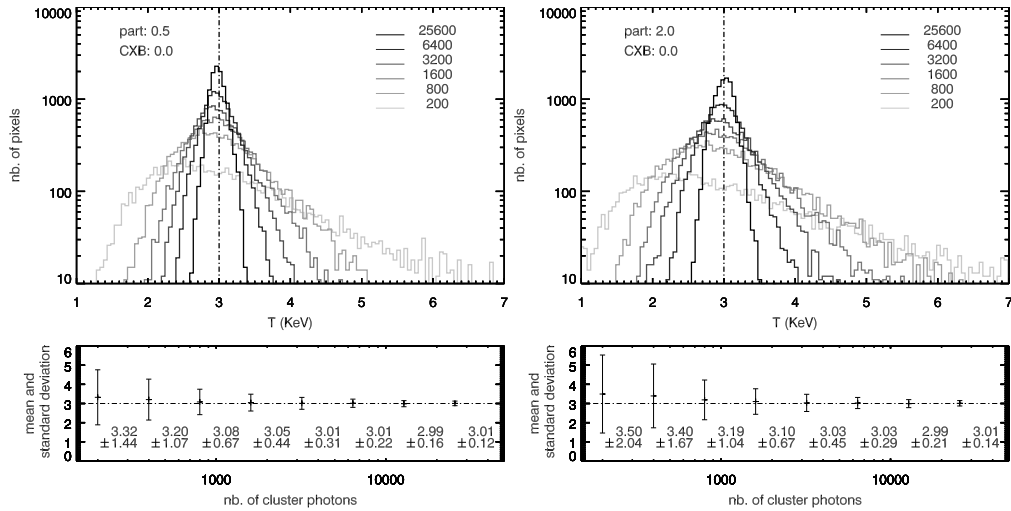 part: 0.5
CXB: 0.0
25600
6400
3200
1600
800
200
10
100
1000
10000
nb. of pixels
1 2 3 4 5 6 7
T (KeV)
part: 2.0
CXB: 0.0
25600
6400
3200
1600
800
200
10
100
1000
10000
nb. of pixels
1 2 3 4 5 6 7
T (KeV)
6
5
4
3
2
1
0
mean and
standard deviation
3.32 3.20 3.08 3.05 3.01 3.01 2.99 3.01
±1.44 ±1.07 ±0.67 ±0.44 ±0.31 ±0.22 ±0.16 ±0.12
1000 10000
nb. of cluster photons
6
5
4
3
2
1
0
mean and
standard deviation
3.50 3.40 3.19 3.10 3.03 3.03 2.99 3.01
±2.04 ±1.67 ±1.04 ±0.67 ±0.45 ±0.29 ±0.21 ±0.14
1000 10000
nb. of cluster photons